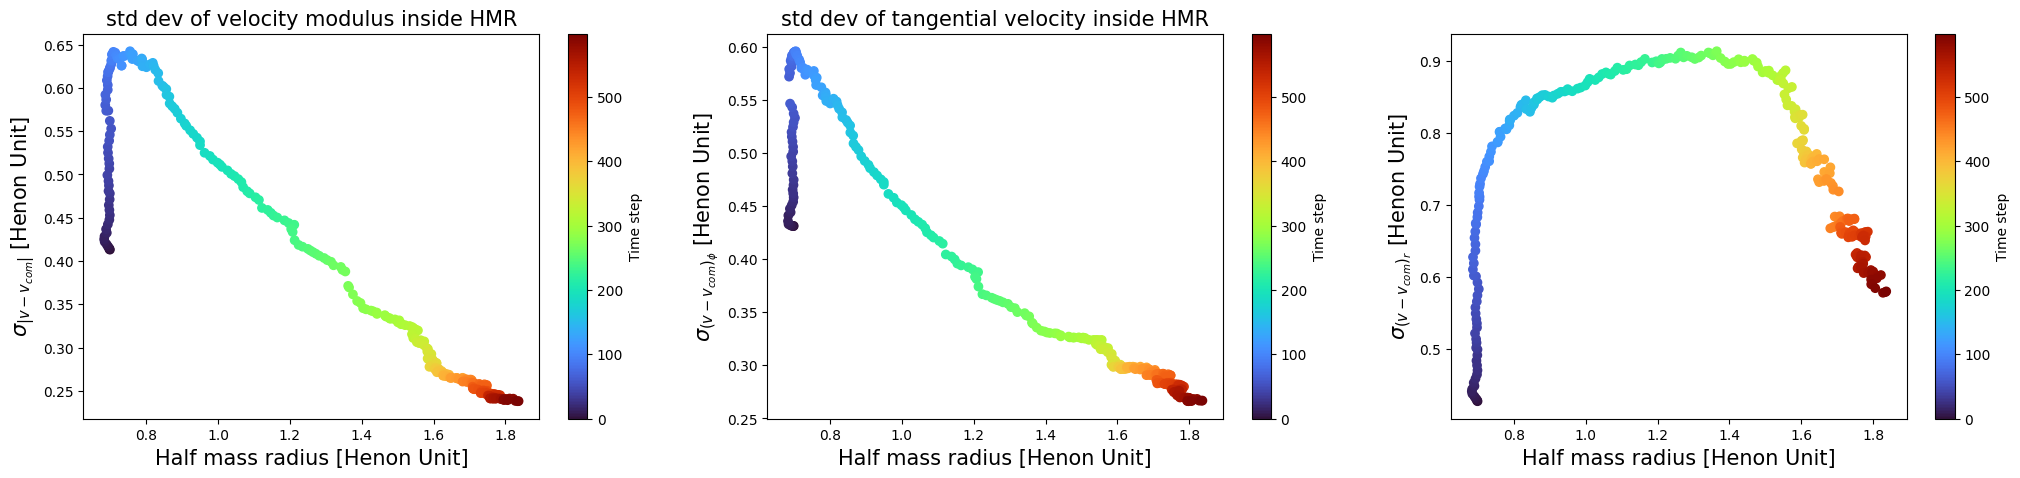 std dev of velocity modulus inside HMR
σ|v − v_com| [Henon Unit]
0.65
0.60
0.55
0.50
0.45
0.40
0.35
0.30
0.25
0.8 1.0 1.2 1.4 1.6 1.8
Half mass radius [Henon Unit]
500
400
300
200
100
0
Time step
std dev of tangential velocity inside HMR
σ(v − v_com)_ϕ [Henon Unit]
0.60
0.55
0.50
0.45
0.40
0.35
0.30
0.25
0.8 1.0 1.2 1.4 1.6 1.8
Half mass radius [Henon Unit]
500
400
300
200
100
0
Time step
σ(v − v_com)_r [Henon Unit]
0.9
0.8
0.7
0.6
0.5
0.8 1.0 1.2 1.4 1.6 1.8
Half mass radius [Henon Unit]
500
400
300
200
100
0
Time step